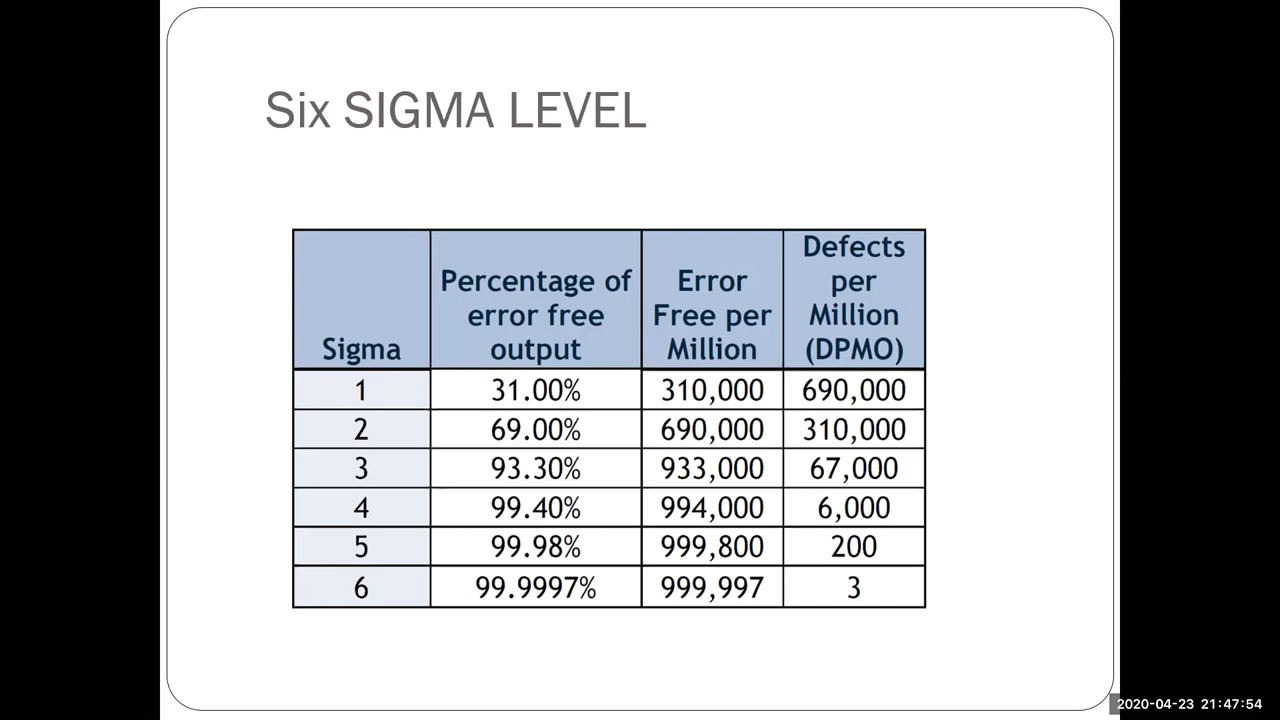 Six SIGMA LEVEL
Sigma
Percentage of
error free
output
Error
Free per
Million
Defects
per
Million
(DPMO)
1 31.00% 310,000 690,000
2 69.00% 690,000 310,000
3 93.30% 933,000 67,000
4 99.40% 994,000 6,000
5 99.98% 999,800 200
6 99.9997% 999,997 3
2020-04-23 21:47:54